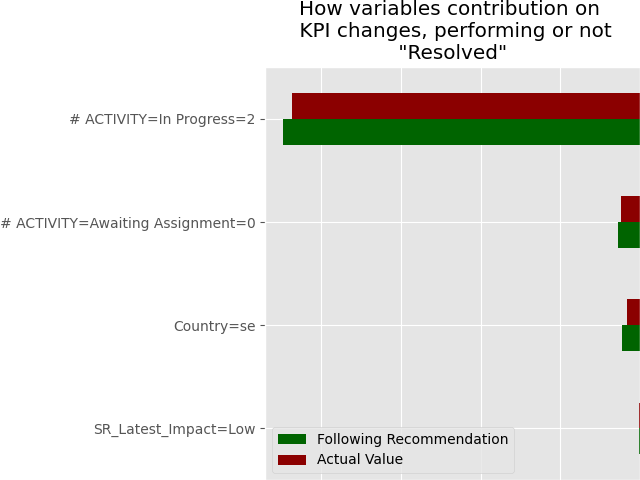 How variables contribution on
KPI changes, performing or not
"Resolved"
# ACTIVITY=In Progress=2
# ACTIVITY=Awaiting Assignment=0
Country=se
SR_Latest_Impact=Low
Following Recommendation
Actual Value